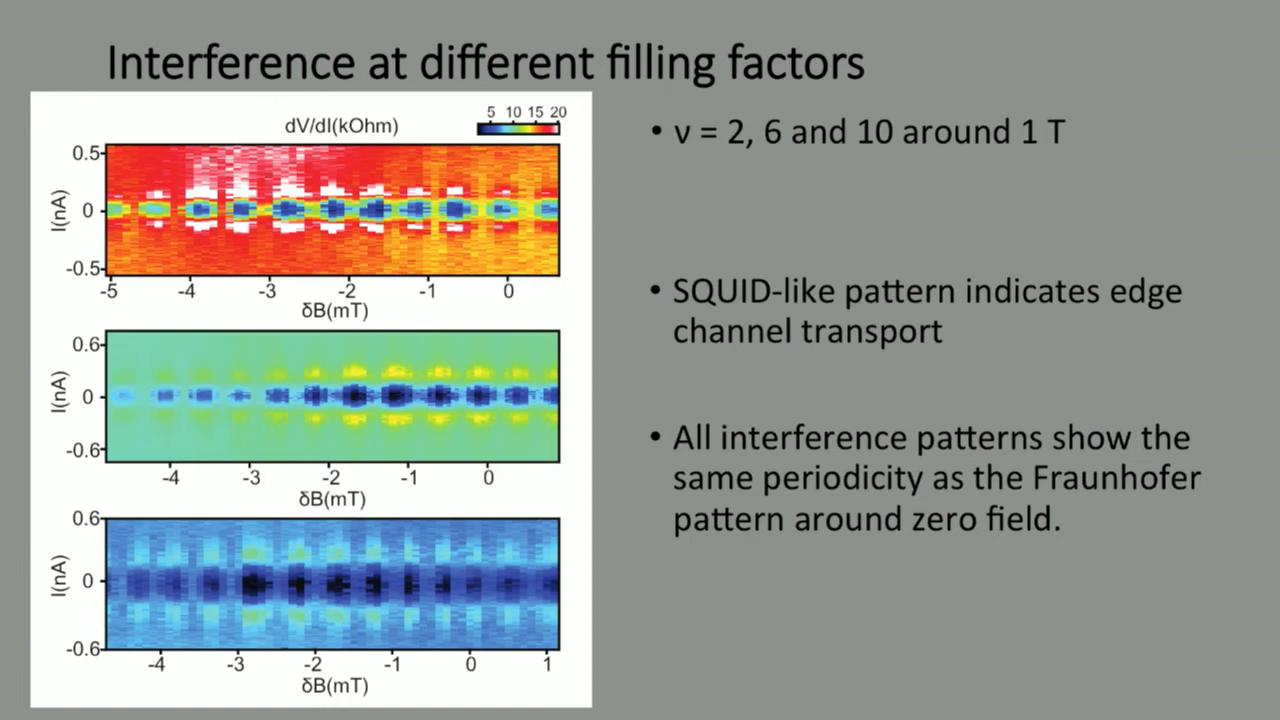 Interference at different filling factors
dV/dI(kOhm)
5 10 15 20
0.5
0
-0.5
I(nA)
-5 -4 -3 -2 -1 0
δB(mT)
0.6
0
-0.6
I(nA)
-4 -3 -2 -1 0
δB(mT)
0.6
0
-0.6
I(nA)
-4 -3 -2 -1 0 1
δB(mT)
• ν = 2, 6 and 10 around 1 T
• SQUID-like pattern indicates edge
channel transport
• All interference patterns show the
same periodicity as the Fraunhofer
pattern around zero field.